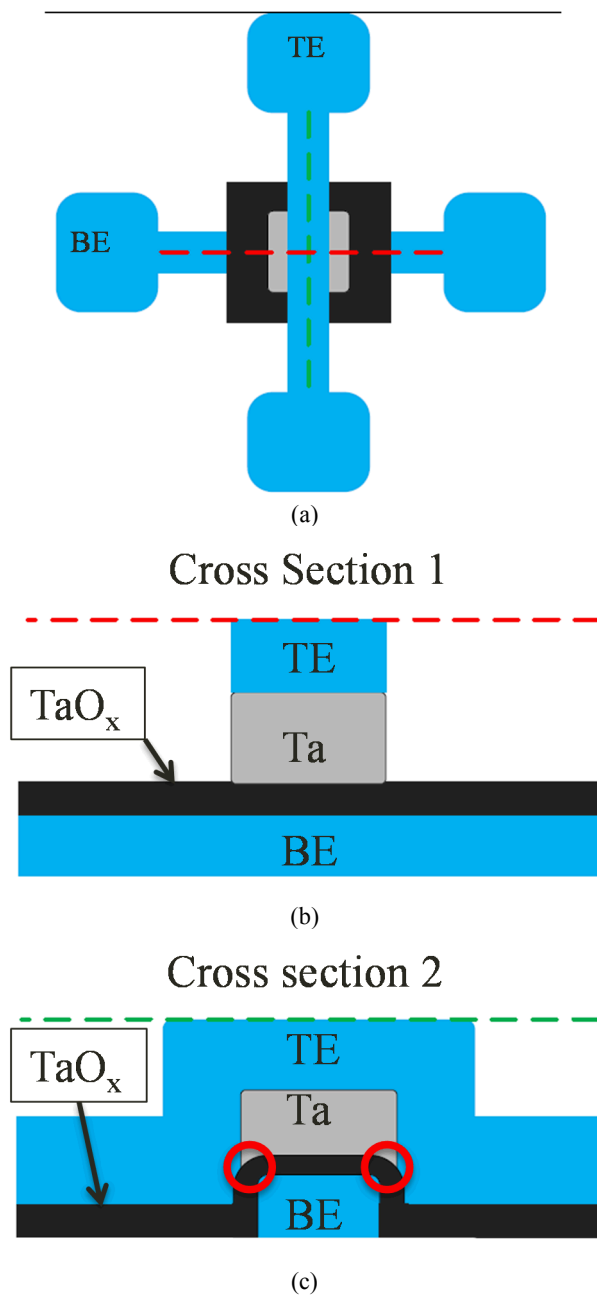 TE
BE
(a)
Cross Section 1
TE
TaOₓ
Ta
BE
(b)
Cross section 2
TE
TaOₓ
Ta
BE
(c)